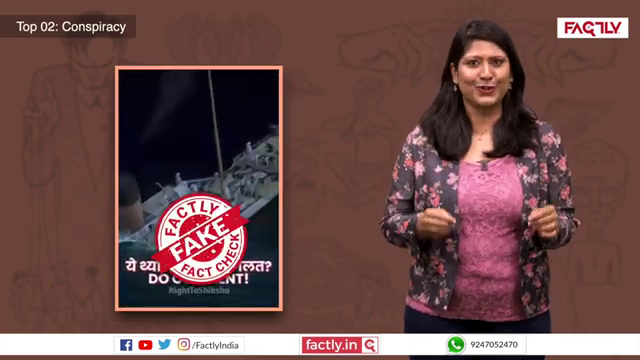 Top 02: Conspiracy
FACTLY
FACTLY
FAKE
FACT CHECK
ये
DO
RightToShiksha
/FactlyIndia
factly.in
9247052470